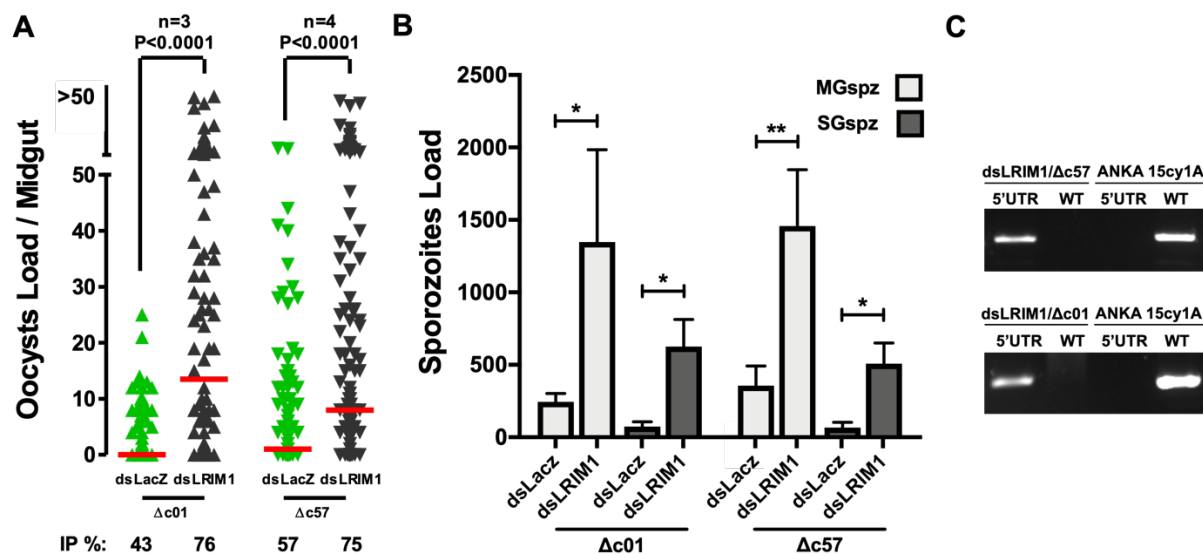 A
n=3
P<0.0001
n=4
P<0.0001
Oocysts Load / Midgut
>50
50
40
30
20
10
0
dsLacZ dsLRIM1
dsLacZ dsLRIM1
Δc01
Δc57
IP %: 43 76 57 75
B
Sporozoites Load
2500
2000
1500
1000
500
0
MGspz
SGspz
*
*
**
*
dsLacz
dsLRIM1
dsLacz
dsLRIM1
dsLacz
dsLRIM1
dsLacz
dsLRIM1
Δc01
Δc57
C
dsLRIM1/Δc57 ANKA 15cy1A
5'UTR WT 5'UTR WT
dsLRIM1/Δc01 ANKA 15cy1A
5'UTR WT 5'UTR WT